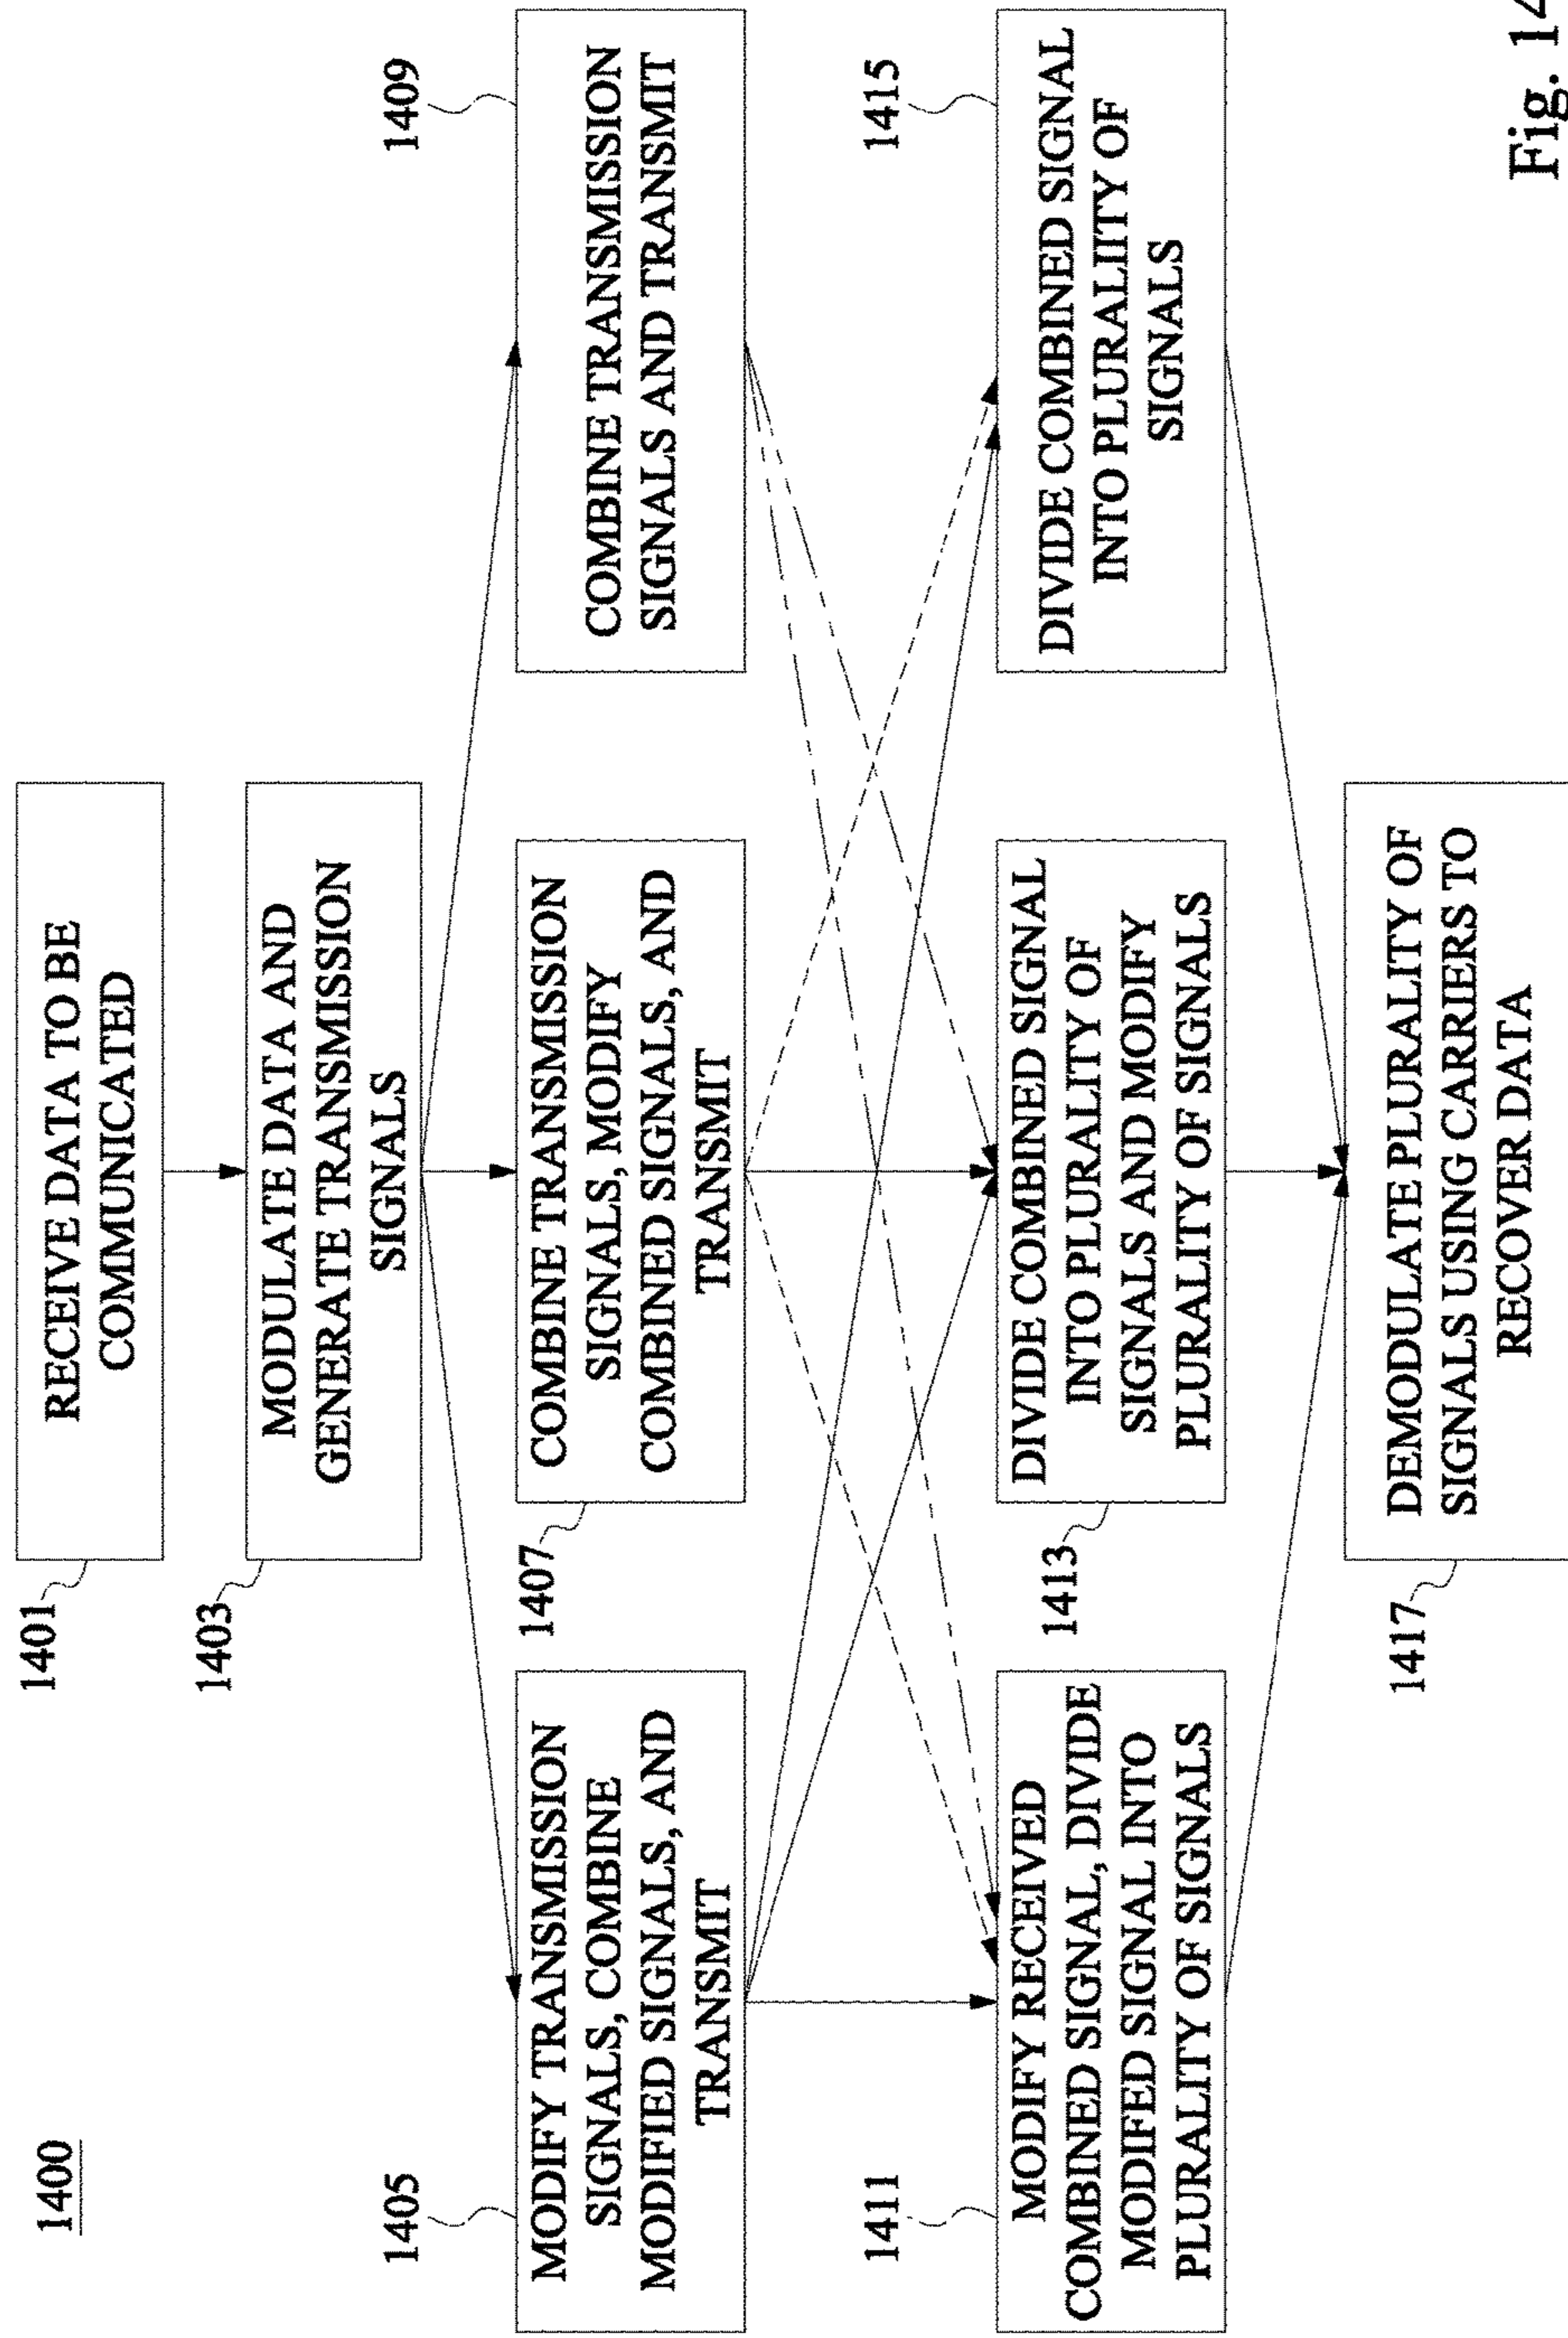 1400
1401
RECEIVE DATA TO BE
COMMUNICATED
1403
MODULATE DATA AND
GENERATE TRANSMISSION
SIGNALS
1405
MODIFY TRANSMISSION
SIGNALS, COMBINE
MODIFIED SIGNALS, AND
TRANSMIT
1407
COMBINE TRANSMISSION
SIGNALS, MODIFY
COMBINED SIGNALS, AND
TRANSMIT
1409
COMBINE TRANSMISSION
SIGNALS AND TRANSMIT
1411
MODIFY RECEIVED
COMBINED SIGNAL, DIVIDE
MODIFED SIGNAL INTO
PLURALITY OF SIGNALS
1413
DIVIDE COMBINED SIGNAL
INTO PLURALITY OF
SIGNALS AND MODIFY
PLURALITY OF SIGNALS
1415
DIVIDE COMBINED SIGNAL
INTO PLURALIITY OF
SIGNALS
1417
DEMODULATE PLURALITY OF
SIGNALS USING CARRIERS TO
RECOVER DATA
Fig. 14